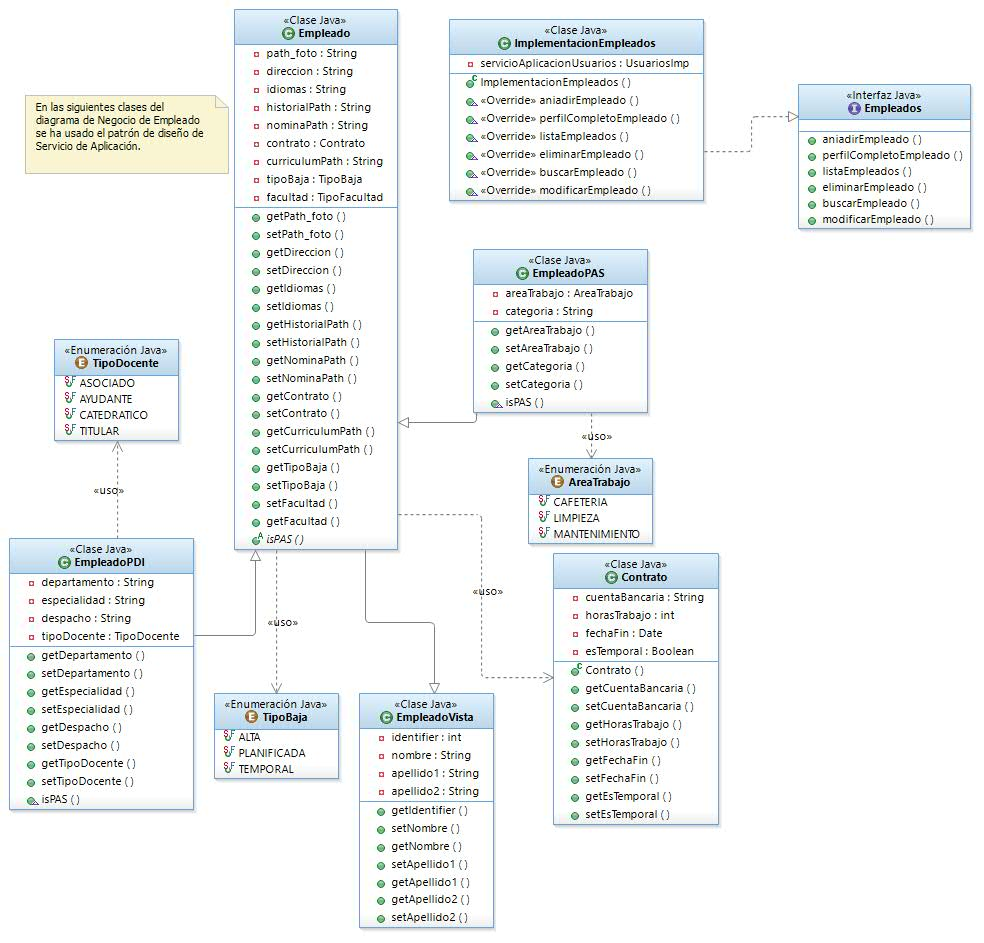 En las siguientes clases del
diagrama de Negocio de Empleado
se ha usado el patrón de diseño de
Servicio de Aplicación.
«Clase Java»
Empleado
path_foto : String
direccion : String
idiomas : String
historialPath : String
nominaPath : String
contrato : Contrato
curriculumPath : String
tipoBaja : TipoBaja
facultad : TipoFacultad
getPath_foto ( )
setPath_foto ( )
getDireccion ( )
setDireccion ( )
getIdiomas ( )
setIdiomas ( )
getHistorialPath ( )
setHistorialPath ( )
getNominaPath ( )
setNominaPath ( )
getContrato ( )
setContrato ( )
getCurriculumPath ( )
setCurriculumPath ( )
getTipoBaja ( )
setTipoBaja ( )
setFacultad ( )
getFacultad ( )
isPAS ( )
«Clase Java»
ImplementacionEmpleados
servicioAplicacionUsuarios : UsuariosImp
ImplementacionEmpleados ( )
«Override» aniadirEmpleado ( )
«Override» perfilCompletoEmpleado ( )
«Override» listaEmpleados ( )
«Override» eliminarEmpleado ( )
«Override» buscarEmpleado ( )
«Override» modificarEmpleado ( )
«Interfaz Java»
Empleados
aniadirEmpleado ( )
perfilCompletoEmpleado ( )
listaEmpleados ( )
eliminarEmpleado ( )
buscarEmpleado ( )
modificarEmpleado ( )
«Clase Java»
EmpleadoPAS
areaTrabajo : AreaTrabajo
categoria : String
getAreaTrabajo ( )
setAreaTrabajo ( )
getCategoria ( )
setCategoria ( )
isPAS ( )
«uso»
«Enumeración Java»
AreaTrabajo
CAFETERIA
LIMPIEZA
MANTENIMIENTO
«Enumeración Java»
TipoDocente
ASOCIADO
AYUDANTE
CATEDRATICO
TITULAR
«uso»
«Clase Java»
EmpleadoPDI
departamento : String
especialidad : String
despacho : String
tipoDocente : TipoDocente
getDepartamento ( )
setDepartamento ( )
getEspecialidad ( )
setEspecialidad ( )
getDespacho ( )
setDespacho ( )
getTipoDocente ( )
setTipoDocente ( )
isPAS ( )
«uso»
«Enumeración Java»
TipoBaja
ALTA
PLANIFICADA
TEMPORAL
«Clase Java»
EmpleadoVista
identifier : int
nombre : String
apellido1 : String
apellido2 : String
getIdentifier ( )
setNombre ( )
getNombre ( )
setApellido1 ( )
getApellido1 ( )
getApellido2 ( )
setApellido2 ( )
«uso»
«Clase Java»
Contrato
cuentaBancaria : String
horasTrabajo : int
fechaFin : Date
esTemporal : Boolean
Contrato ( )
getCuentaBancaria ( )
setCuentaBancaria ( )
getHorasTrabajo ( )
setHorasTrabajo ( )
getFechaFin ( )
setFechaFin ( )
getEsTemporal ( )
setEsTemporal ( )